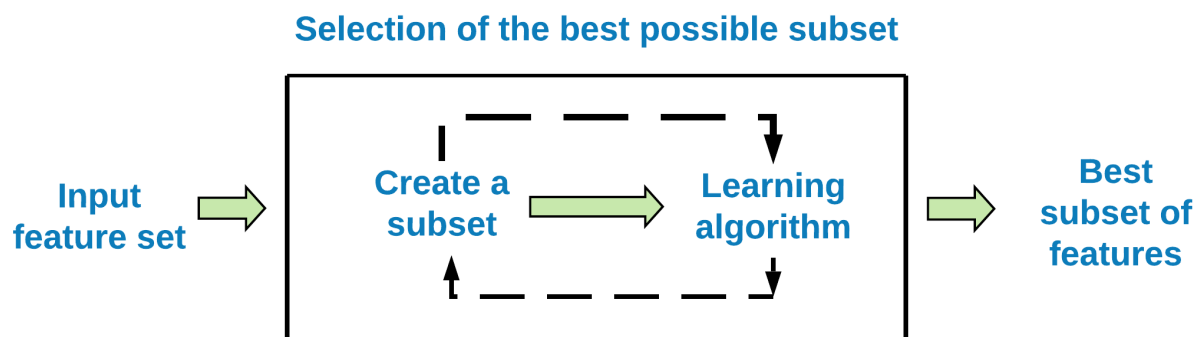 Selection of the best possible subset
Input
feature set
Create a
subset
Learning
algorithm
Best
subset of
features